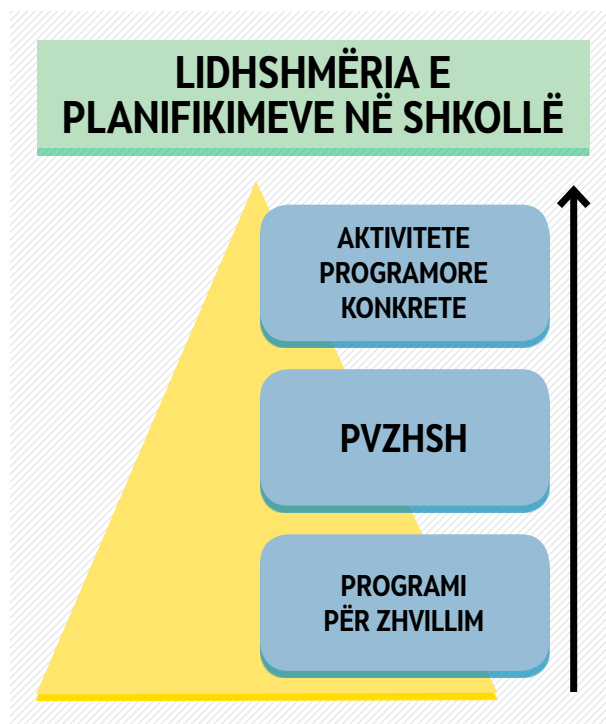 LIDHSHMËRIA E
PLANIFIKIMEVE NË SHKOLLË
AKTIVITETE
PROGRAMORE
KONKRETE
PVZHSH
PROGRAMI
PËR ZHVILLIM